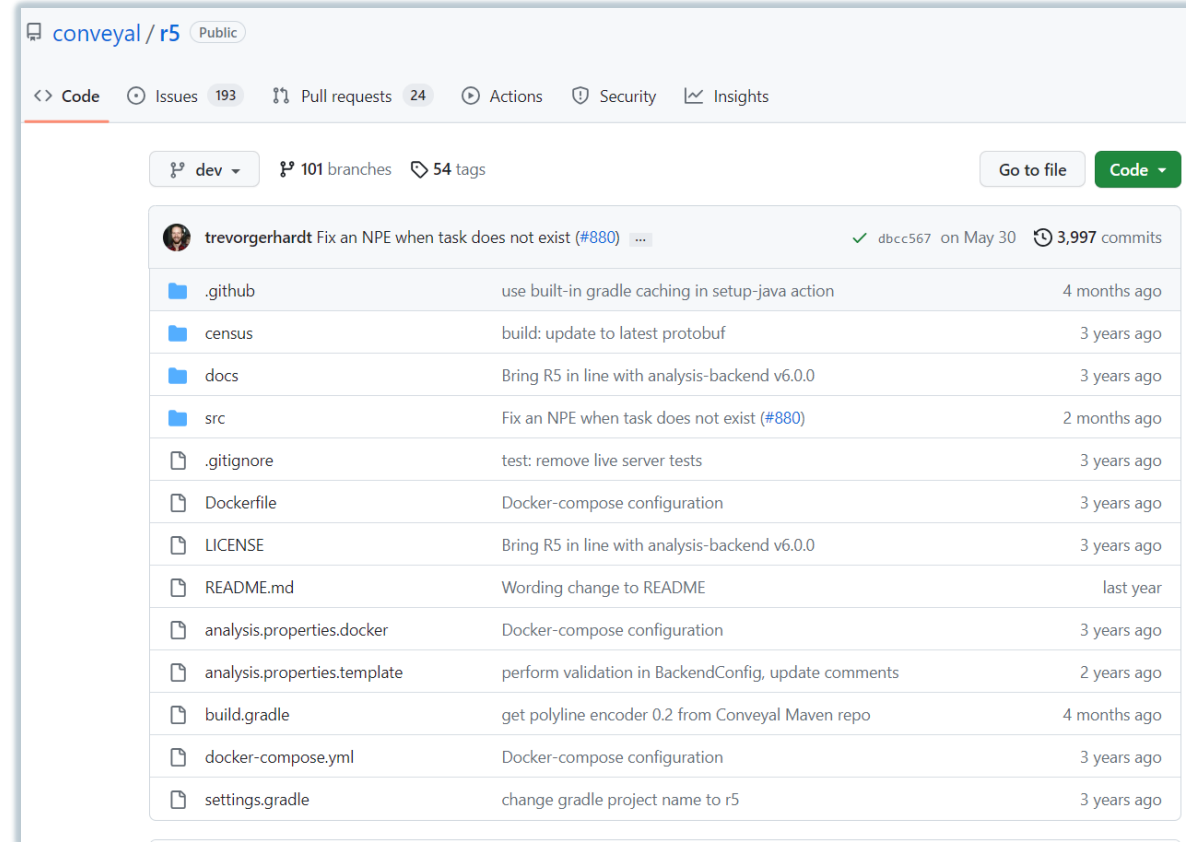 conveyal / r5 Public
Code Issues 193 Pull requests 24 Actions Security Insights
dev 101 branches 54 tags Go to file Code
trevorgerhardt Fix an NPE when task does not exist (#880) ... dbcc567 on May 30 3,997 commits
.github use built-in gradle caching in setup-java action 4 months ago
census build: update to latest protobuf 3 years ago
docs Bring R5 in line with analysis-backend v6.0.0 3 years ago
src Fix an NPE when task does not exist (#880) 2 months ago
.gitignore test: remove live server tests 3 years ago
Dockerfile Docker-compose configuration 3 years ago
LICENSE Bring R5 in line with analysis-backend v6.0.0 3 years ago
README.md Wording change to README last year
analysis.properties.docker Docker-compose configuration 3 years ago
analysis.properties.template perform validation in BackendConfig, update comments 2 years ago
build.gradle get polyline encoder 0.2 from Conveyal Maven repo 4 months ago
docker-compose.yml Docker-compose configuration 3 years ago
settings.gradle change gradle project name to r5 3 years ago